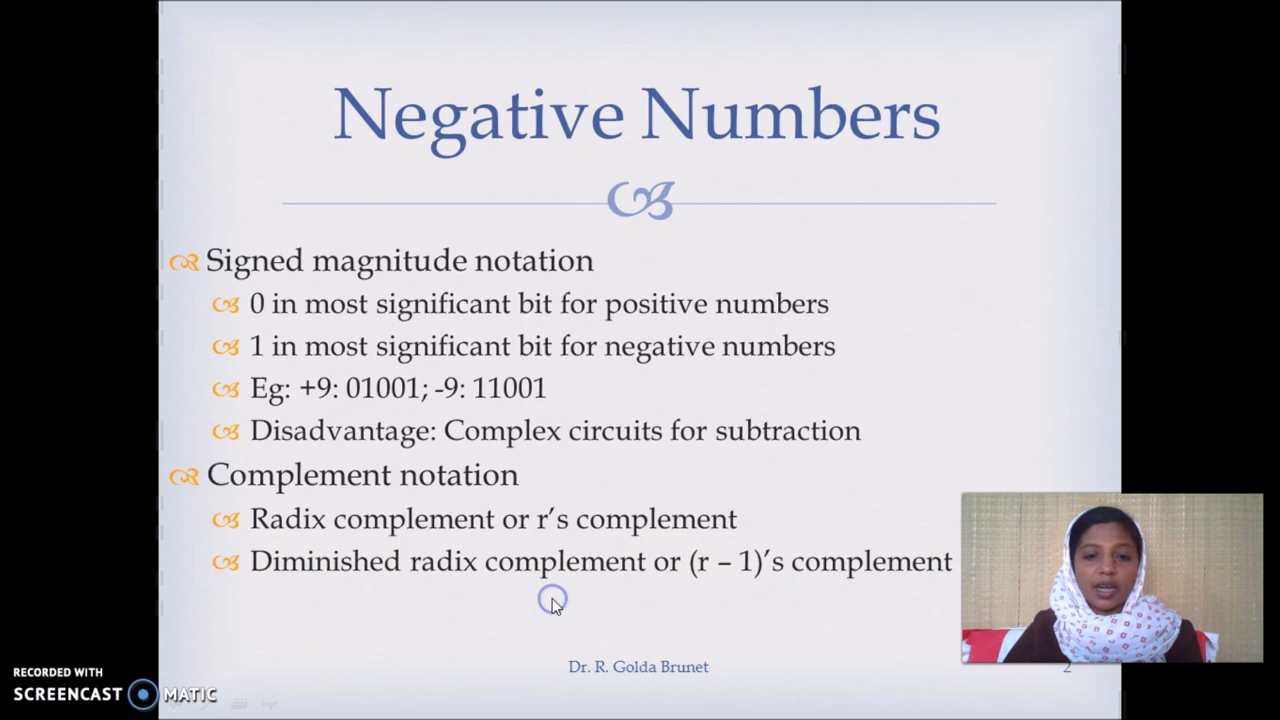 Negative Numbers
Signed magnitude notation
0 in most significant bit for positive numbers
1 in most significant bit for negative numbers
Eg: +9: 01001; -9: 11001
Disadvantage: Complex circuits for subtraction
Complement notation
Radix complement or r’s complement
Diminished radix complement or (r – 1)’s complement
Dr. R. Golda Brunet
2
RECORDED WITH
SCREENCAST MATIC